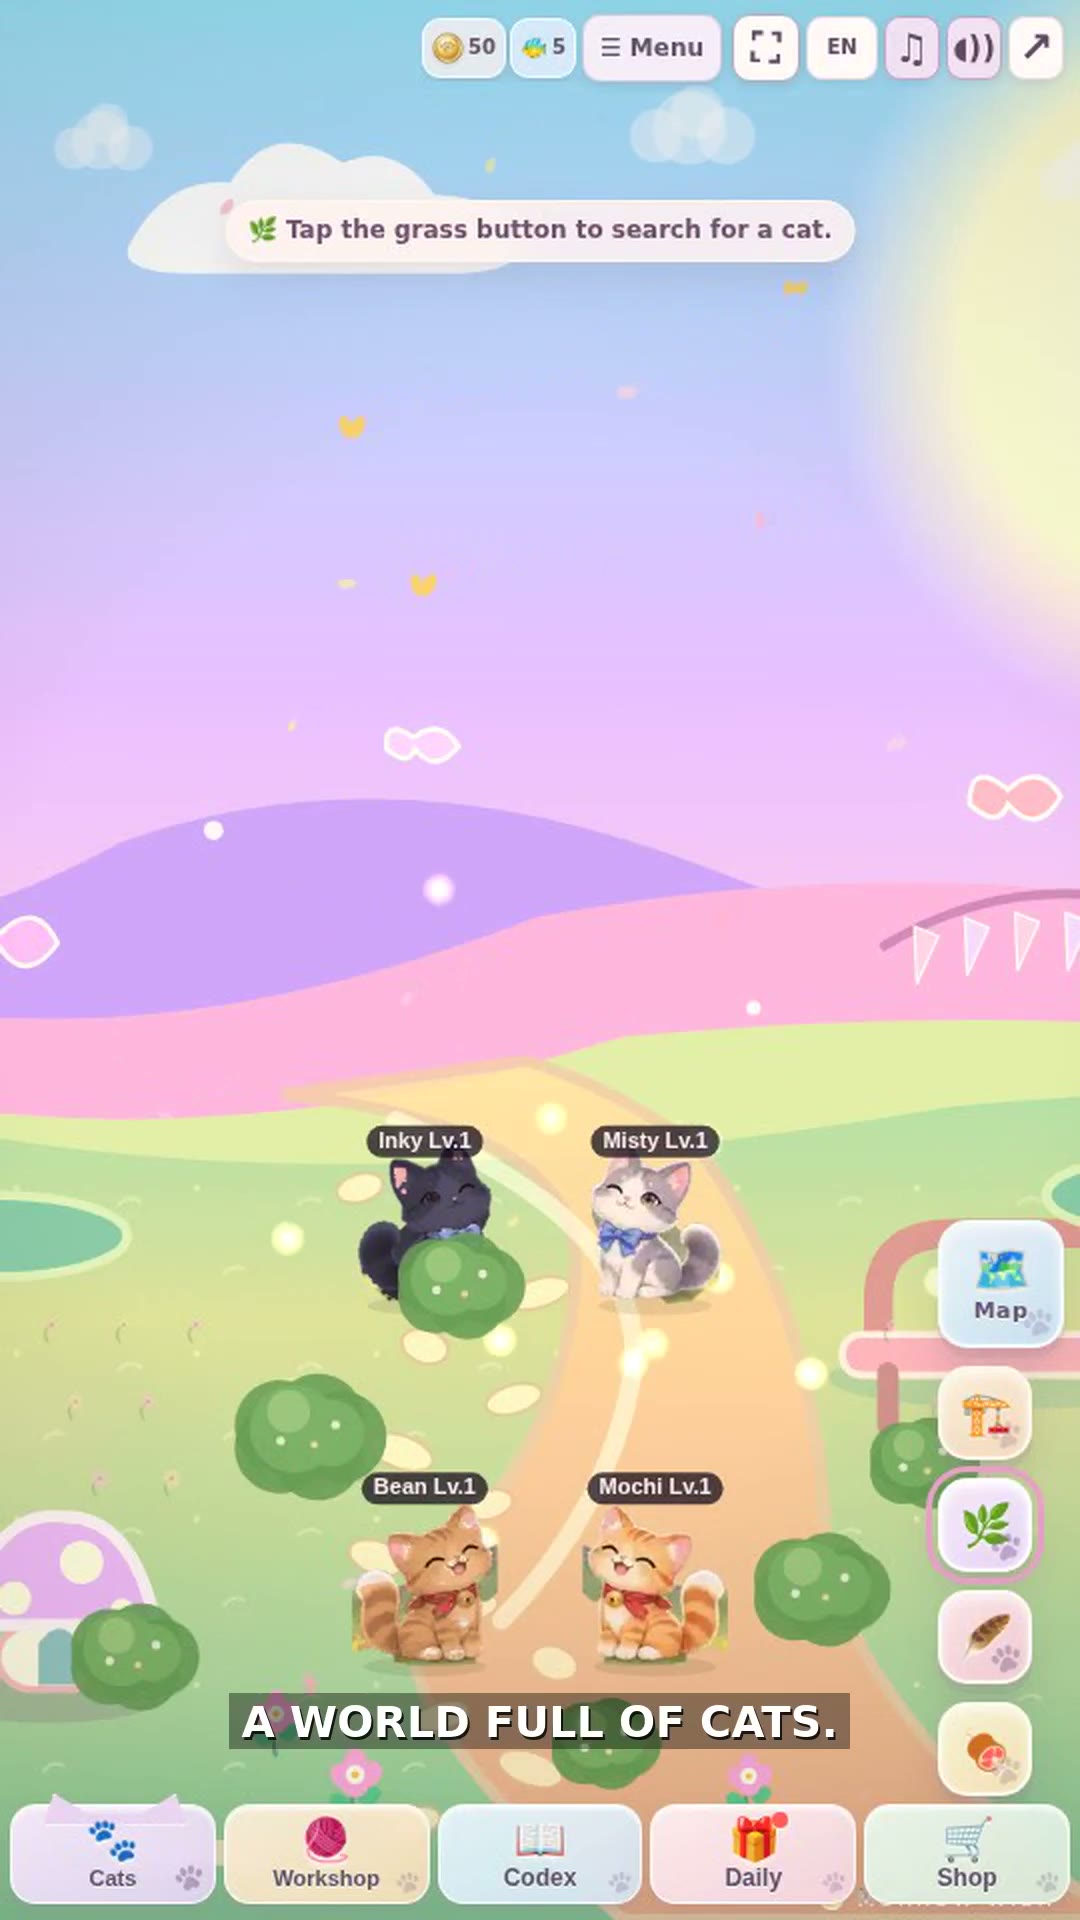 50
5
☰ Menu
EN
🌿 Tap the grass button to search for a cat.
Inky Lv.1
Misty Lv.1
Map
Bean Lv.1
Mochi Lv.1
A WORLD FULL OF CATS.
Cats
Workshop
Codex
Daily
Shop